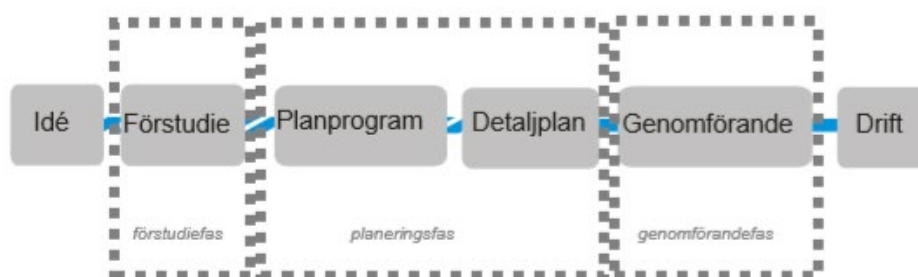 Idé
Förstudie
Planprogram
Detaljplan
Genomförande
Drift
förstudiefas
planeringsfas
genomförandefas